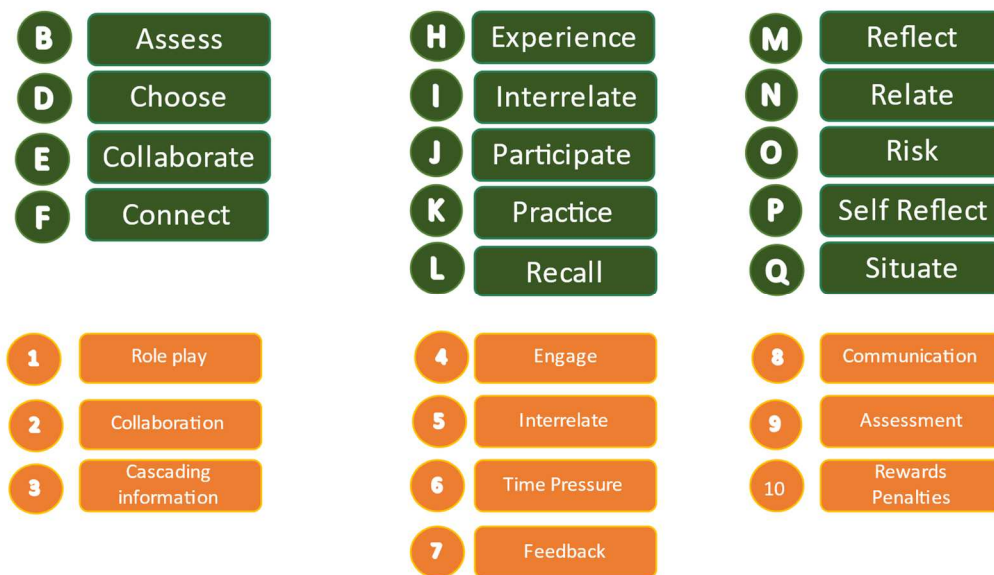 B Assess
D Choose
E Collaborate
F Connect
H Experience
I Interrelate
J Participate
K Practice
L Recall
M Reflect
N Relate
O Risk
P Self Reflect
Q Situate
1 Role play
2 Collaboration
3 Cascading
information
4 Engage
5 Interrelate
6 Time Pressure
7 Feedback
8 Communication
9 Assessment
10 Rewards
Penalties